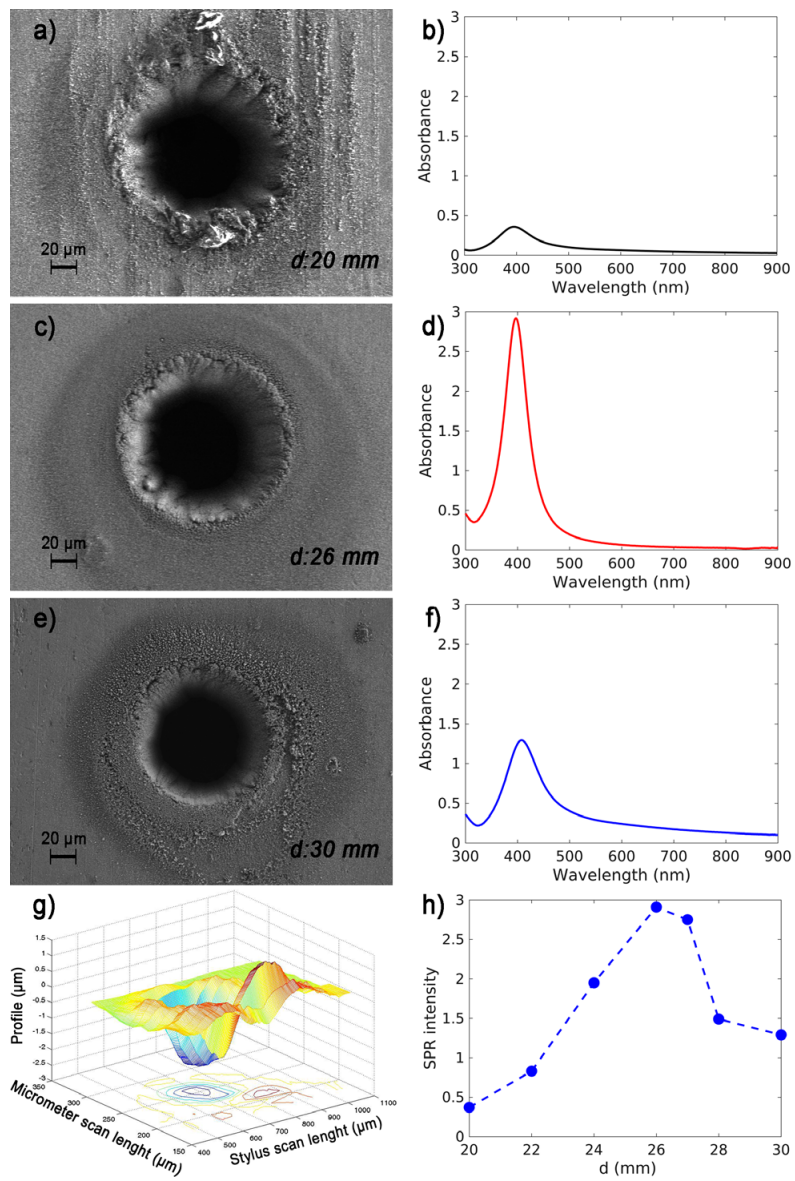 a)
20 µm
d:20 mm
b)
3
2.5
2
1.5
1
0.5
0
Absorbance
300 400 500 600 700 800 900
Wavelength (nm)
c)
20 µm
d:26 mm
d)
3
2.5
2
1.5
1
0.5
0
Absorbance
300 400 500 600 700 800 900
Wavelength (nm)
e)
20 µm
d:30 mm
f)
3
2.5
2
1.5
1
0.5
0
Absorbance
300 400 500 600 700 800 900
Wavelength (nm)
g)
1.5
1
0.5
0
-0.5
-1
-1.5
-2
-2.5
-3
Profile (µm)
350
300
250
200
150
Micrometer scan lenght (µm)
400 500 600 700 800 900 1000 1100
Stylus scan lenght (µm)
h)
3
2.5
2
1.5
1
0.5
0
SPR intensity
20 22 24 26 28 30
d (mm)